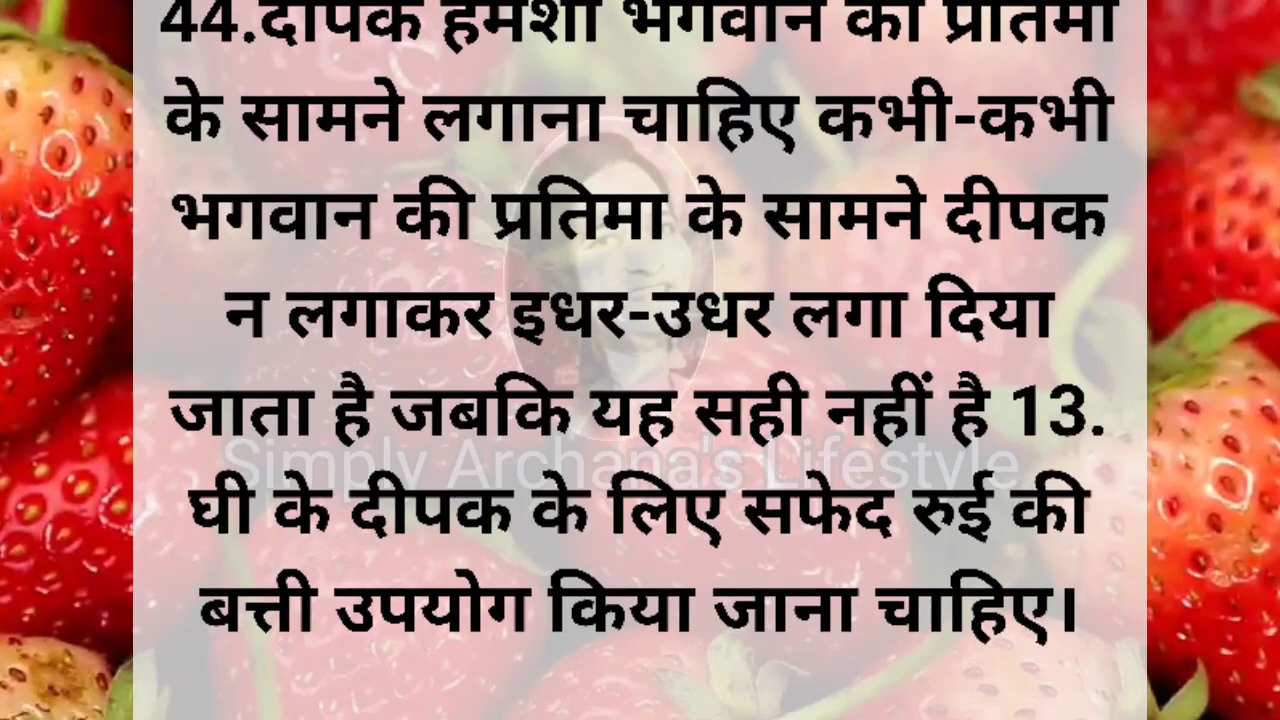 44.दीपक हमेशा भगवान की प्रतिमा
के सामने लगाना चाहिए कभी-कभी
भगवान की प्रतिमा के सामने दीपक
न लगाकर इधर-उधर लगा दिया
जाता है जबकि यह सही नहीं है 13.
Simply Archana's Lifestyle
घी के दीपक के लिए सफेद रुई की
बत्ती उपयोग किया जाना चाहिए।